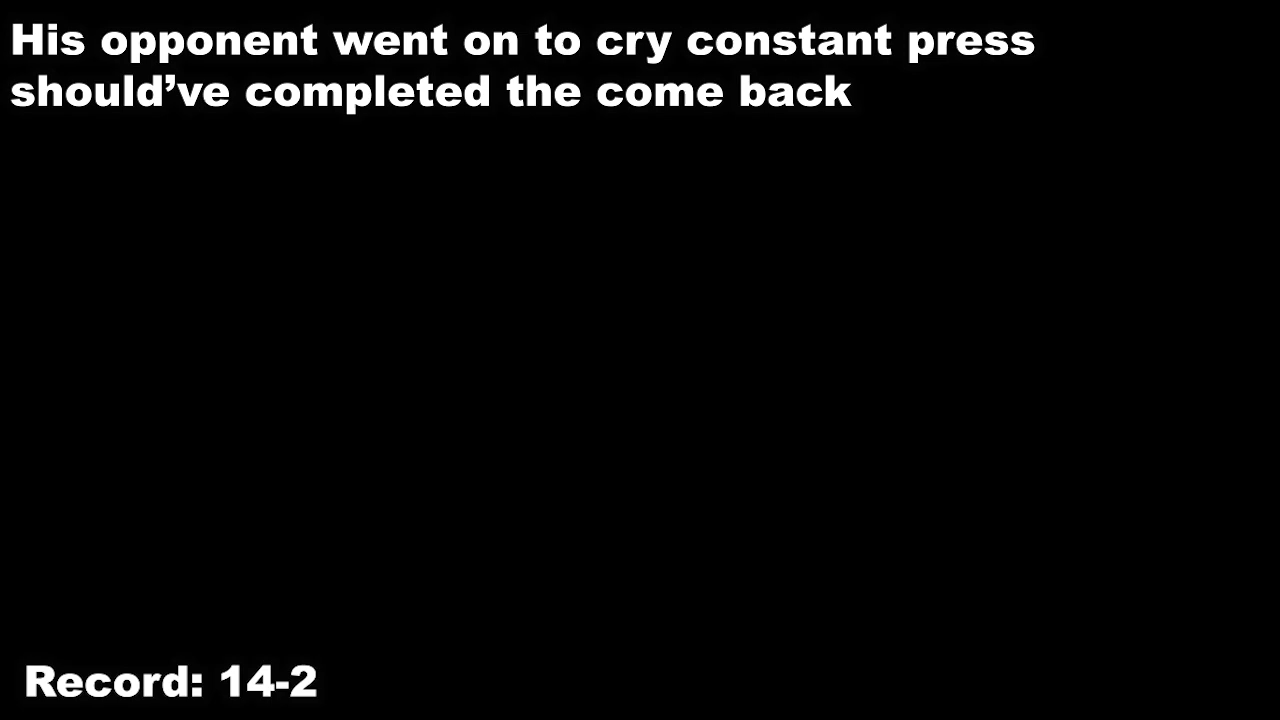 His opponent went on to cry constant press
should’ve completed the come back
Record: 14-2